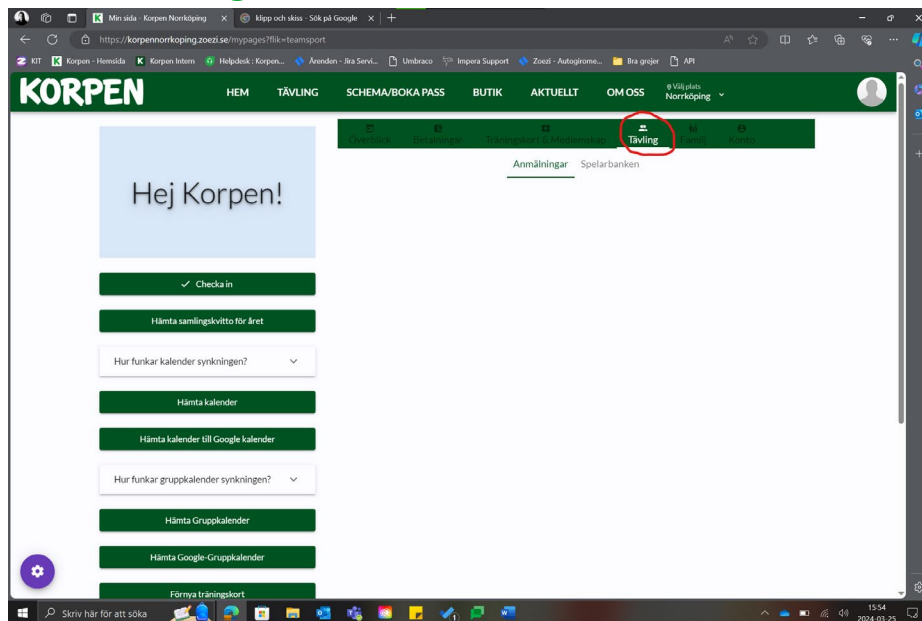 Min sida - Korpen Norrköping
klipp och skiss - Sök på Google
https://korpennorrkoping.zoezi.se/mypages?flik=teamsport
KIT Korpen - Hemsida Korpen Intern Helpdesk : Korpen... Ärenden - Jira Servi... Umbraco Impera Support Zoezi - Autogirome... Bra grejer API
KORPEN HEM TÄVLING SCHEMA/BOKA PASS BUTIK AKTUELLT OM OSS Välj plats
Norrköping
Överblick Betalningar Träningskort & Medlemskap Tävling Familj Konto
Anmälningar Spelarbanken
Hej Korpen!
Checka in
Hämta samlingskvitto för året
Hur funkar kalender synkningen?
Hämta kalender
Hämta kalender till Google kalender
Hur funkar gruppkalender synkningen?
Hämta Gruppkalender
Hämta Google-Gruppkalender
Förnya träningskort
Skriv här för att söka
15:54
2024-03-25